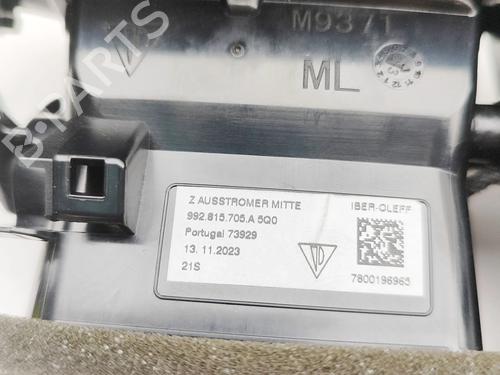 M9371
ML
Z AUSSTROMER MITTE
992.815.705.A 5Q0
Portugal 73929
13.11.2023
21S
IBER-OLEFF
7800196965
B-PARTS